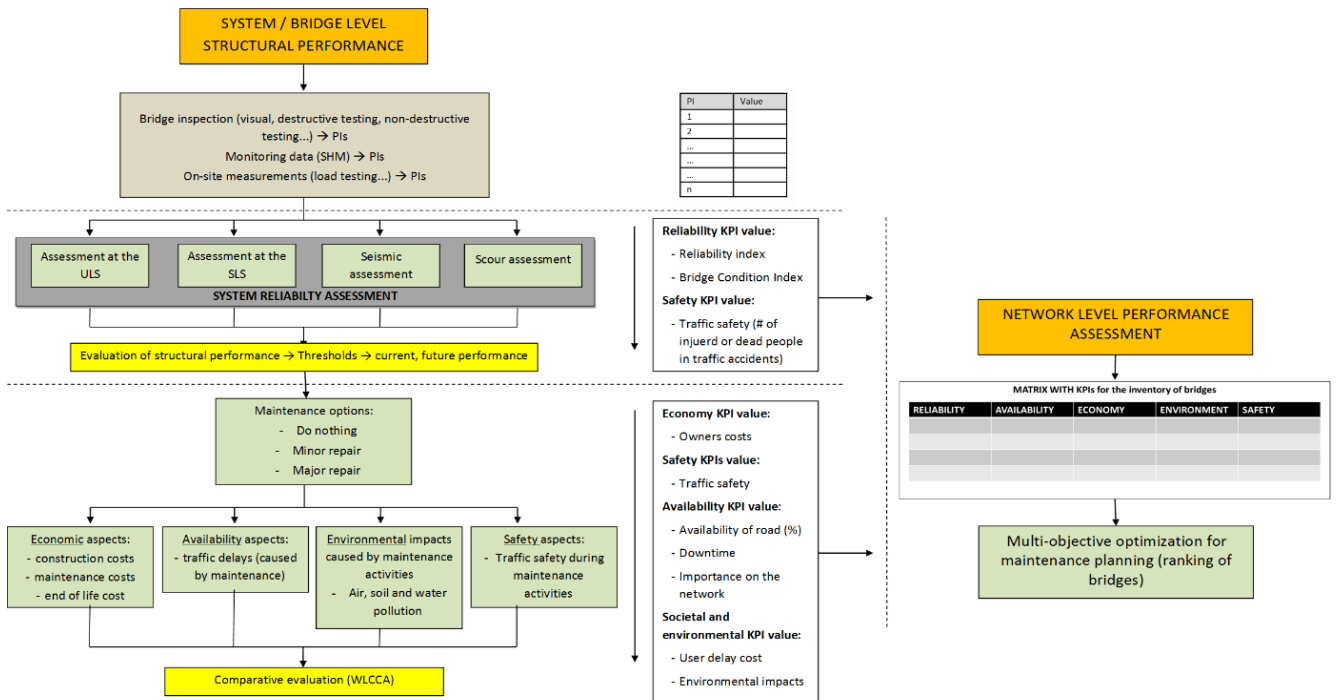 SYSTEM / BRIDGE LEVEL
STRUCTURAL PERFORMANCE
Bridge inspection (visual, destructive testing, non-destructive
testing...) → PIs
Monitoring data (SHM) → PIs
On-site measurements (load testing...) → PIs
PI Value
1
2
...
...
...
n
Assessment at the
ULS
Assessment at the
SLS
Seismic
assessment
Scour assessment
SYSTEM RELIABILTY ASSESSMENT
Evaluation of structural performance → Thresholds → current, future performance
Reliability KPI value:
- Reliability index
- Bridge Condition Index
Safety KPI value:
- Traffic safety (# of
injuerd or dead people
in traffic accidents)
Maintenance options:
- Do nothing
- Minor repair
- Major repair
Economic aspects:
- construction costs
- maintenance costs
- end of life cost
Availability aspects:
- traffic delays (caused
by maintenance)
Environmental impacts
caused by maintenance
activities
- Air, soil and water
pollution
Safety aspects:
- Traffic safety during
maintenance
activities
Comparative evaluation (WLCCA)
Economy KPI value:
- Owners costs
Safety KPIs value:
- Traffic safety
Availability KPI value:
- Availability of road (%)
- Downtime
- Importance on the
network
Societal and
environmental KPI value:
- User delay cost
- Environmental impacts
NETWORK LEVEL PERFORMANCE
ASSESSMENT
MATRIX WITH KPIs for the inventory of bridges
RELIABILITY AVAILABILITY ECONOMY ENVIRONMENT SAFETY
Multi-objective optimization for
maintenance planning (ranking of
bridges)